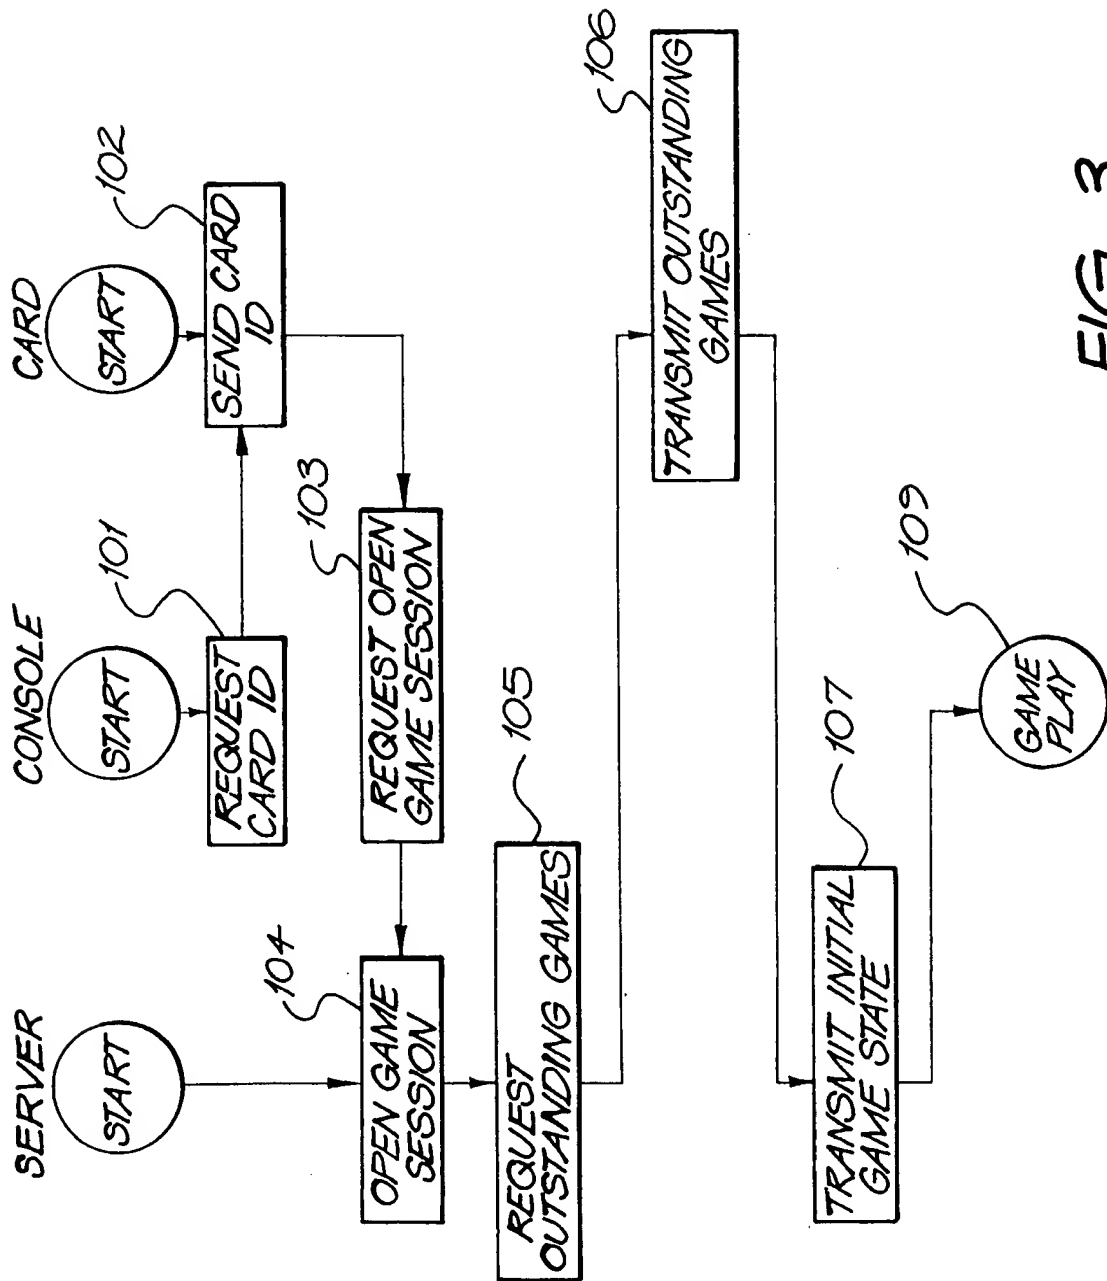 SERVER
CONSOLE
CARD
START
START
START
101
REQUEST
CARD ID
102
SEND CARD
ID
103
REQUEST OPEN
GAME SESSION
104
OPEN GAME
SESSION
105
REQUEST
OUTSTANDING GAMES
106
TRANSMIT OUTSTANDING
GAMES
107
TRANSMIT INITIAL
GAME STATE
109
GAME
PLAY
FIG. 3